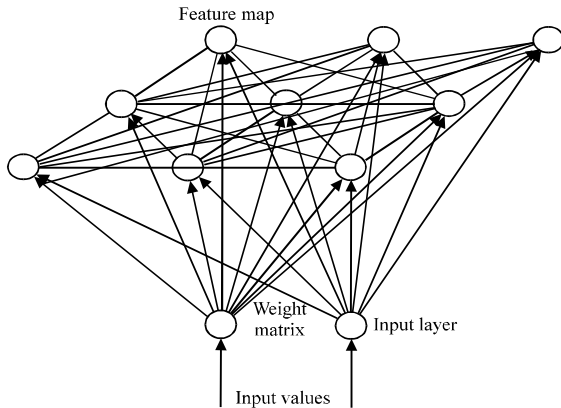 Feature map
Weight
matrix
Input layer
Input values